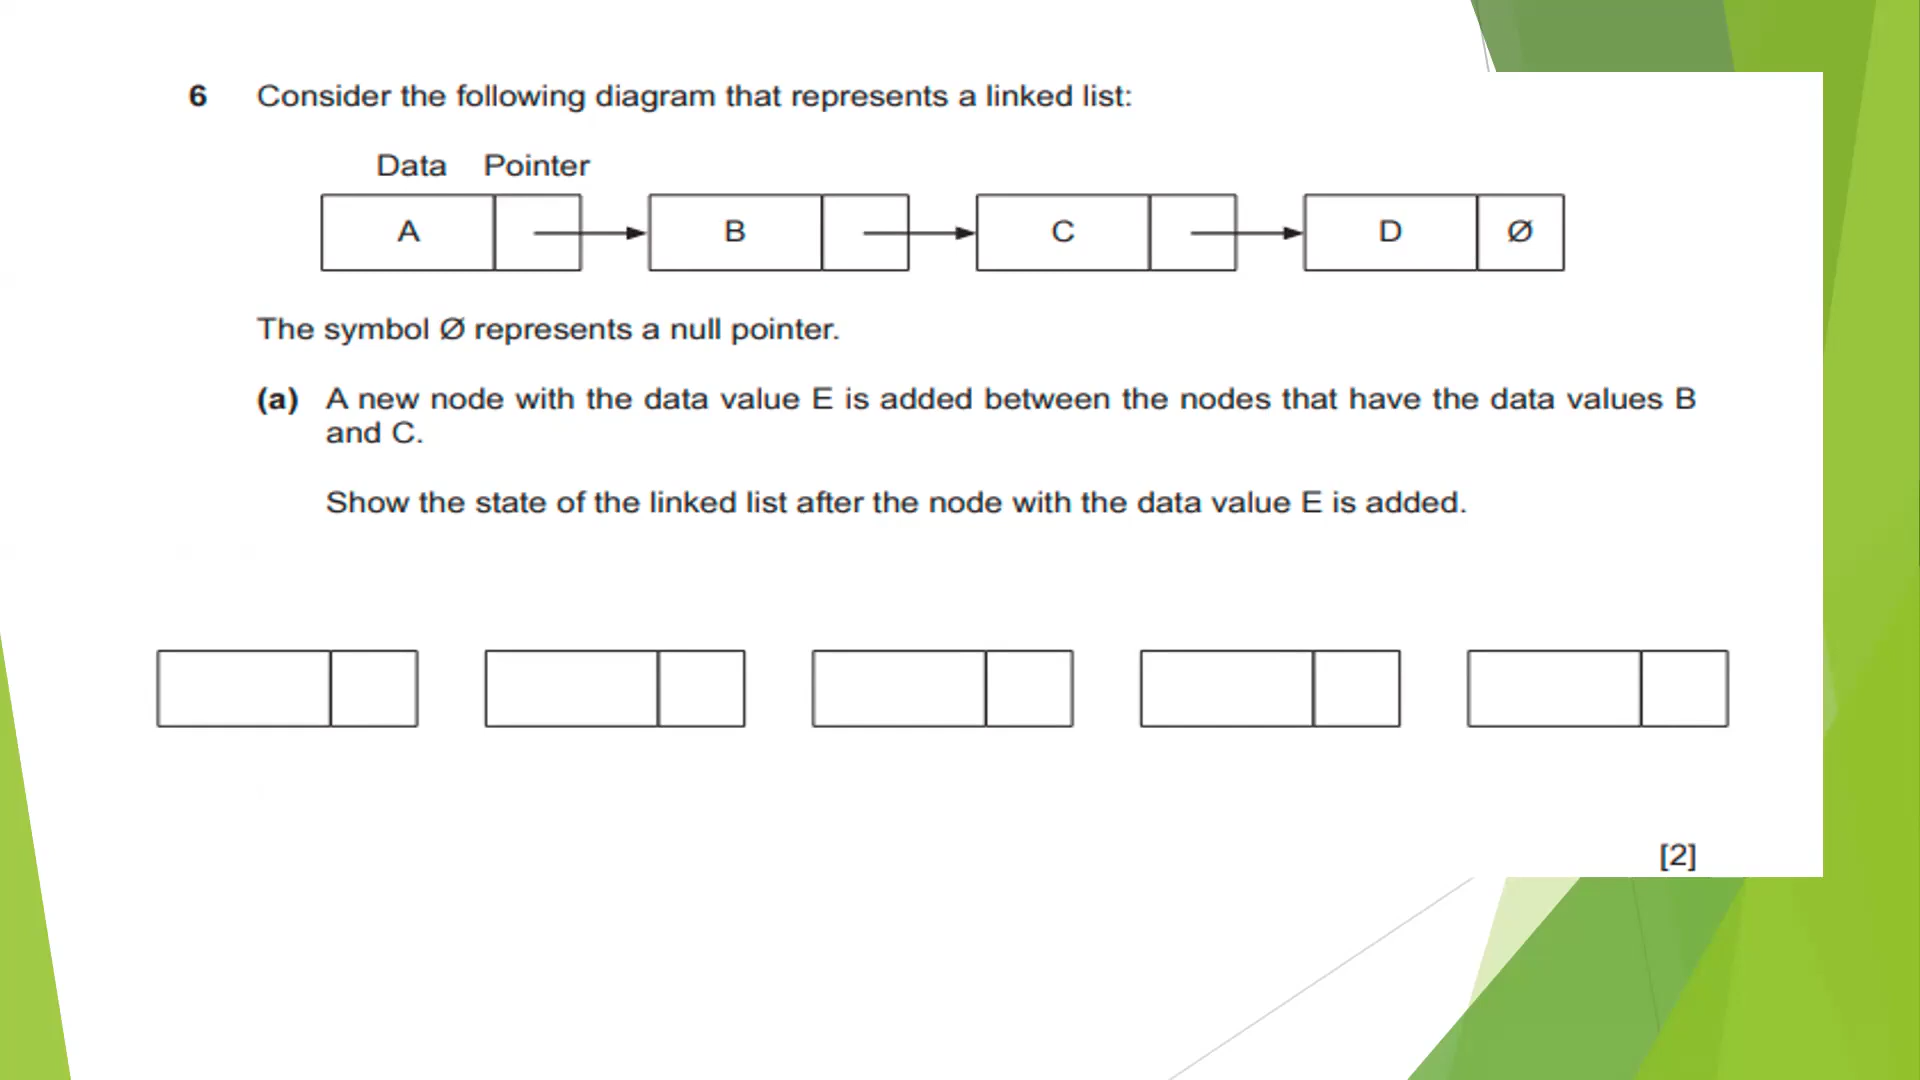 6 Consider the following diagram that represents a linked list:
Data Pointer
A B C D Ø
The symbol Ø represents a null pointer.
(a) A new node with the data value E is added between the nodes that have the data values B
and C.
Show the state of the linked list after the node with the data value E is added.
[2]